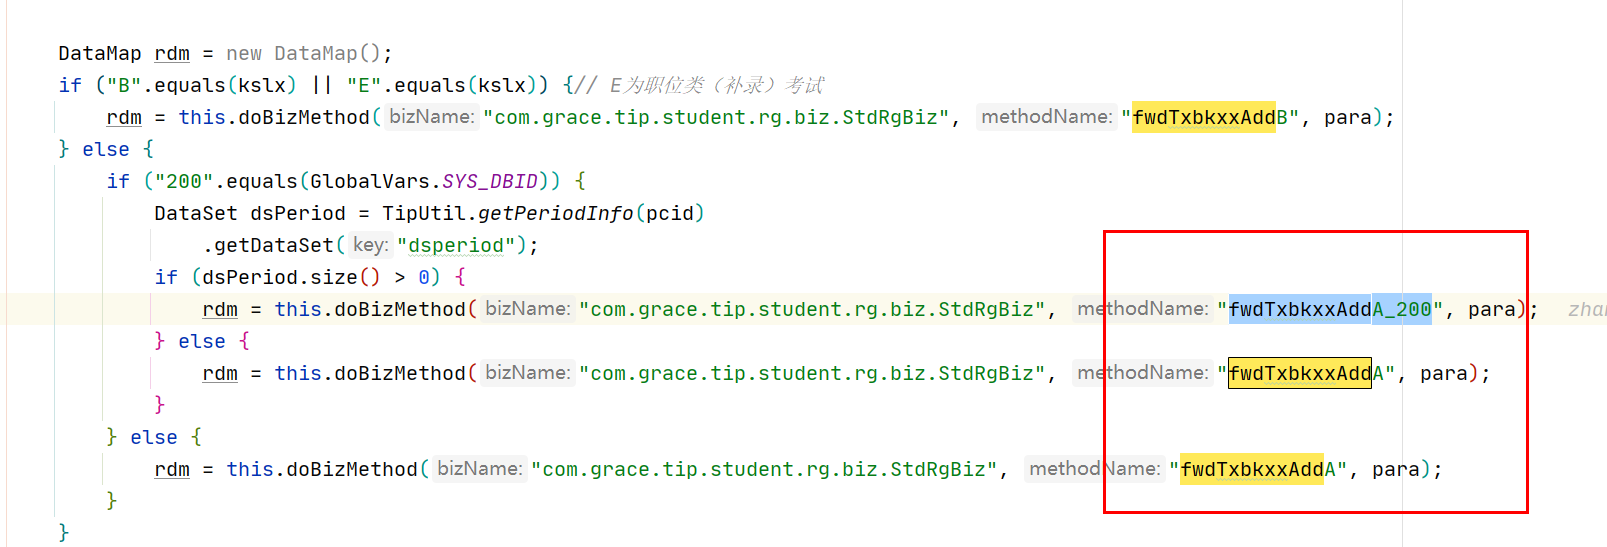 DataMap rdm = new DataMap();
if ("B".equals(kslx) || "E".equals(kslx)) {// E为职位类（补录）考试
rdm = this.doBizMethod( bizName: "com.grace.tip.student.rg.biz.StdRgBiz", methodName: "fwdTxbkxxAddB", para);
} else {
if ("200".equals(GlobalVars.SYS_DBID)) {
DataSet dsPeriod = TipUtil.getPeriodInfo(pcid)
.getDataSet( key: "dsperiod");
if (dsPeriod.size() > 0) {
rdm = this.doBizMethod( bizName: "com.grace.tip.student.rg.biz.StdRgBiz", methodName: "fwdTxbkxxAddA_200", para);
} else {
rdm = this.doBizMethod( bizName: "com.grace.tip.student.rg.biz.StdRgBiz", methodName: "fwdTxbkxxAddA", para);
}
} else {
rdm = this.doBizMethod( bizName: "com.grace.tip.student.rg.biz.StdRgBiz", methodName: "fwdTxbkxxAddA", para);
}
}